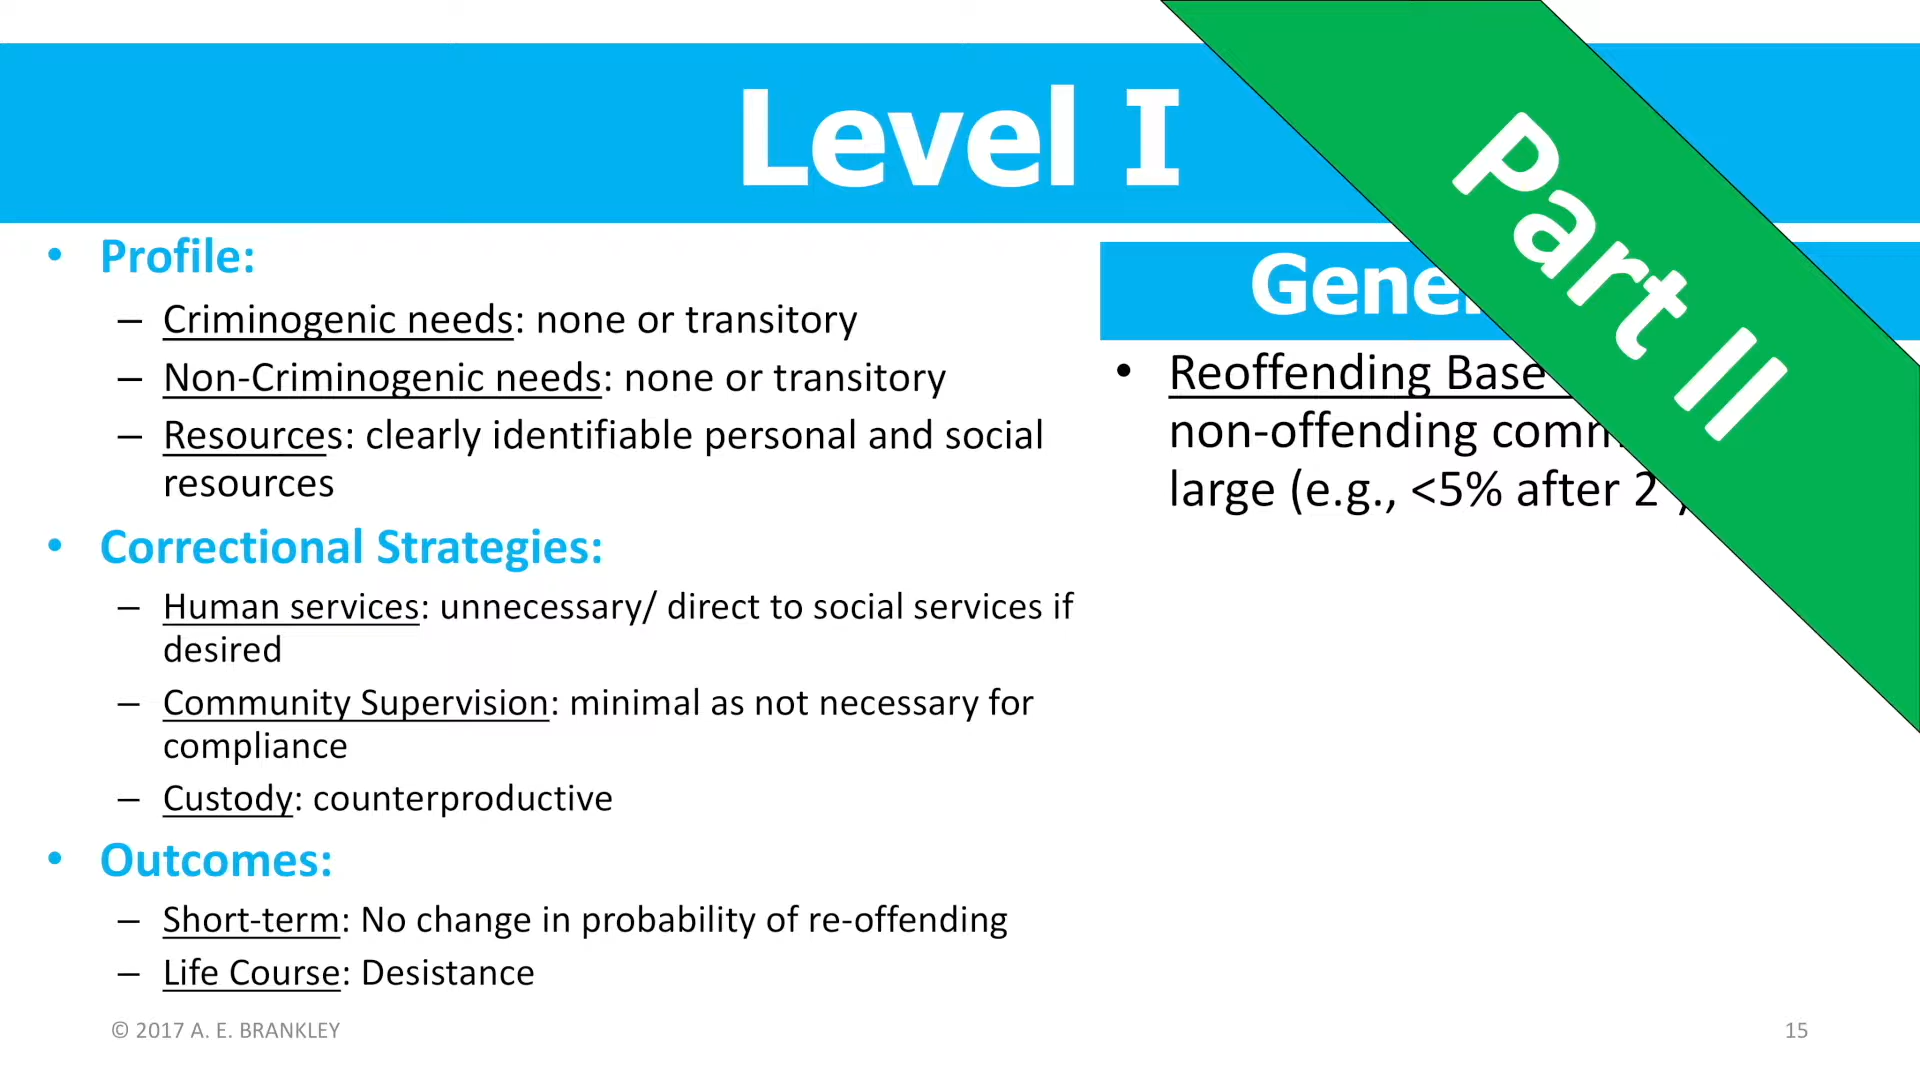 Level I
Part II
• Profile:
– Criminogenic needs: none or transitory
– Non-Criminogenic needs: none or transitory
– Resources: clearly identifiable personal and social
resources
• Correctional Strategies:
– Human services: unnecessary/ direct to social services if
desired
– Community Supervision: minimal as not necessary for
compliance
– Custody: counterproductive
• Outcomes:
– Short-term: No change in probability of re-offending
– Life Course: Desistance
• Reoffending Base
non-offending
large (e.g., <5% after 2
© 2017 A. E. BRANKLEY
15